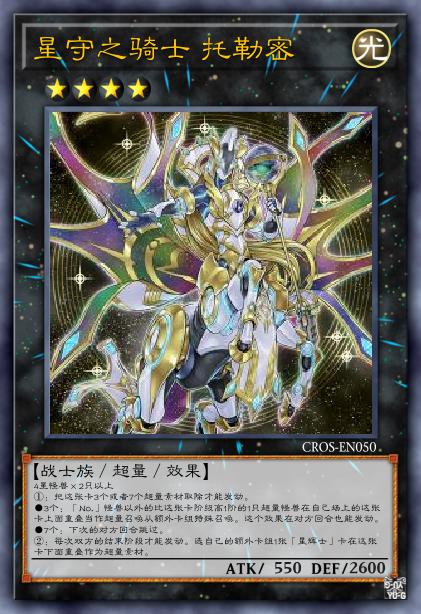 星守之骑士 托勒密
光
CROS-EN050
【战士族／超量／效果】
4星怪兽×2只以上
①：把这张卡3个或者7个超量素材取除才能发动。
●3个：「No.」怪兽以外的比这张卡阶级高1阶的1只超量怪兽在自己场上的这张
卡上面重叠当作超量召唤从额外卡组特殊召唤。这个效果在对方回合也能发动。
●7个：下次的对方回合跳过。
②：每次双方的结束阶段才能发动。选自己的额外卡组1张「星辉士」卡在这张
卡下面重叠作为超量素材。
ATK/ 550 DEF/2600